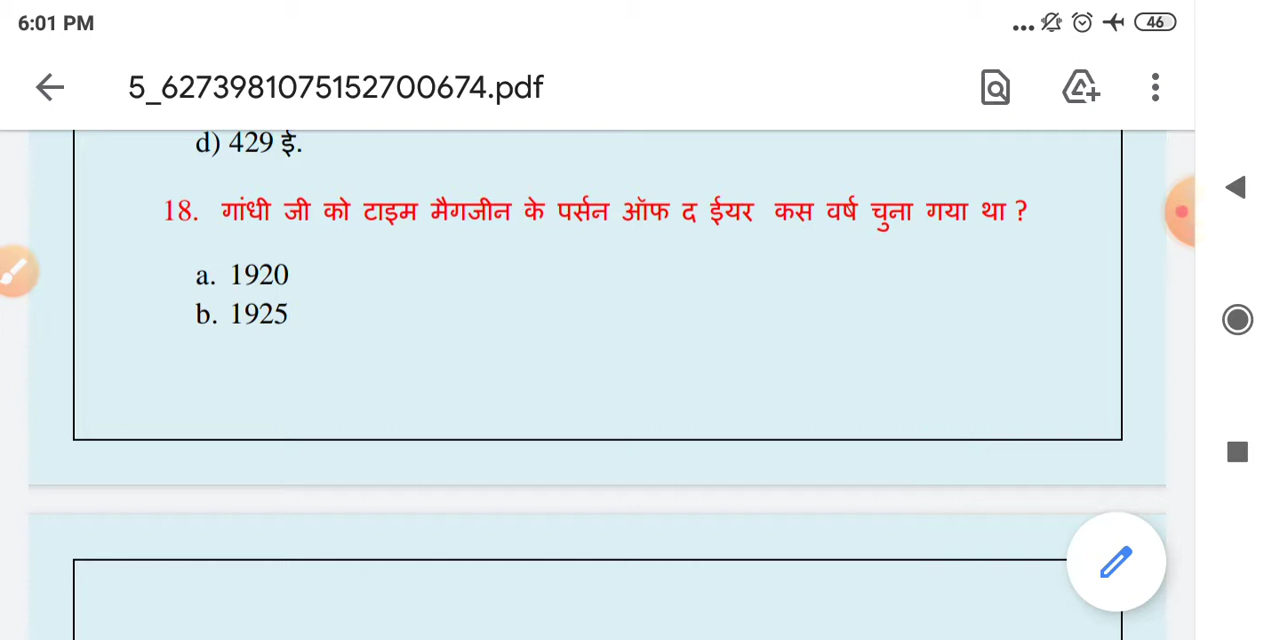 6:01 PM
46
5_6273981075152700674.pdf
d) 429 ई.
18. गांधी जी को टाइम मैगजीन के पर्सन ऑफ द ईयर कस वर्ष चुना गया था ?
a. 1920
b. 1925